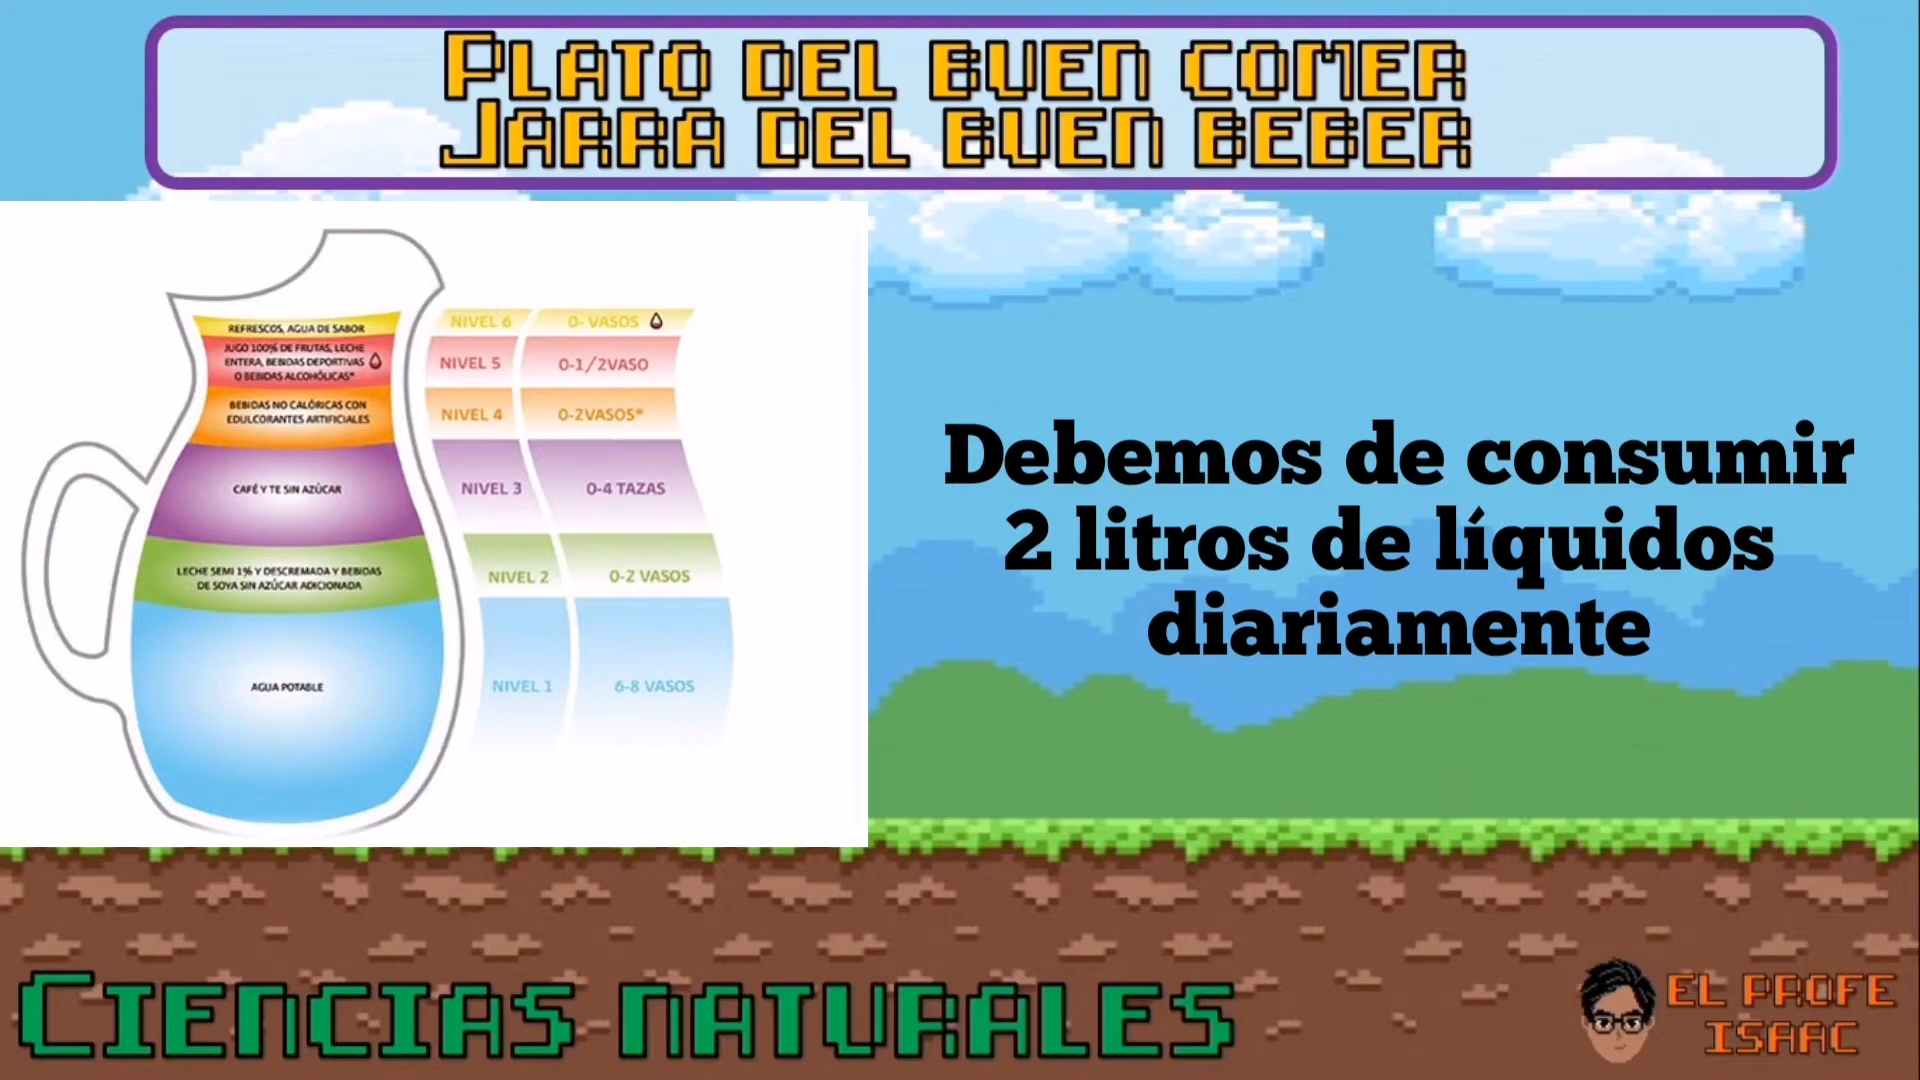 PLATO DEL BUEN COMER
JARRA DEL BUEN BEBER
REFRESCOS, AGUA DE SABOR
NIVEL 6
0- VASOS
JUGO 100% DE FRUTAS, LECHE
ENTERA, BEBIDAS DEPORTIVAS
O BEBIDAS ALCOHÓLICAS*
NIVEL 5
0-1/2VASO
BEBIDAS NO CALÓRICAS CON
EDULCORANTES ARTIFICIALES
NIVEL 4
0-2VASOS*
CAFÉ Y TE SIN AZÚCAR
NIVEL 3
0-4 TAZAS
LECHE SEMI 1% Y DESCREMADA Y BEBIDAS
DE SOYA SIN AZÚCAR ADICIONADA
NIVEL 2
0-2 VASOS
AGUA POTABLE
NIVEL 1
6-8 VASOS
Debemos de consumir
2 litros de líquidos
diariamente
CIENCIAS NATURALES
EL PROFE
ISAAC